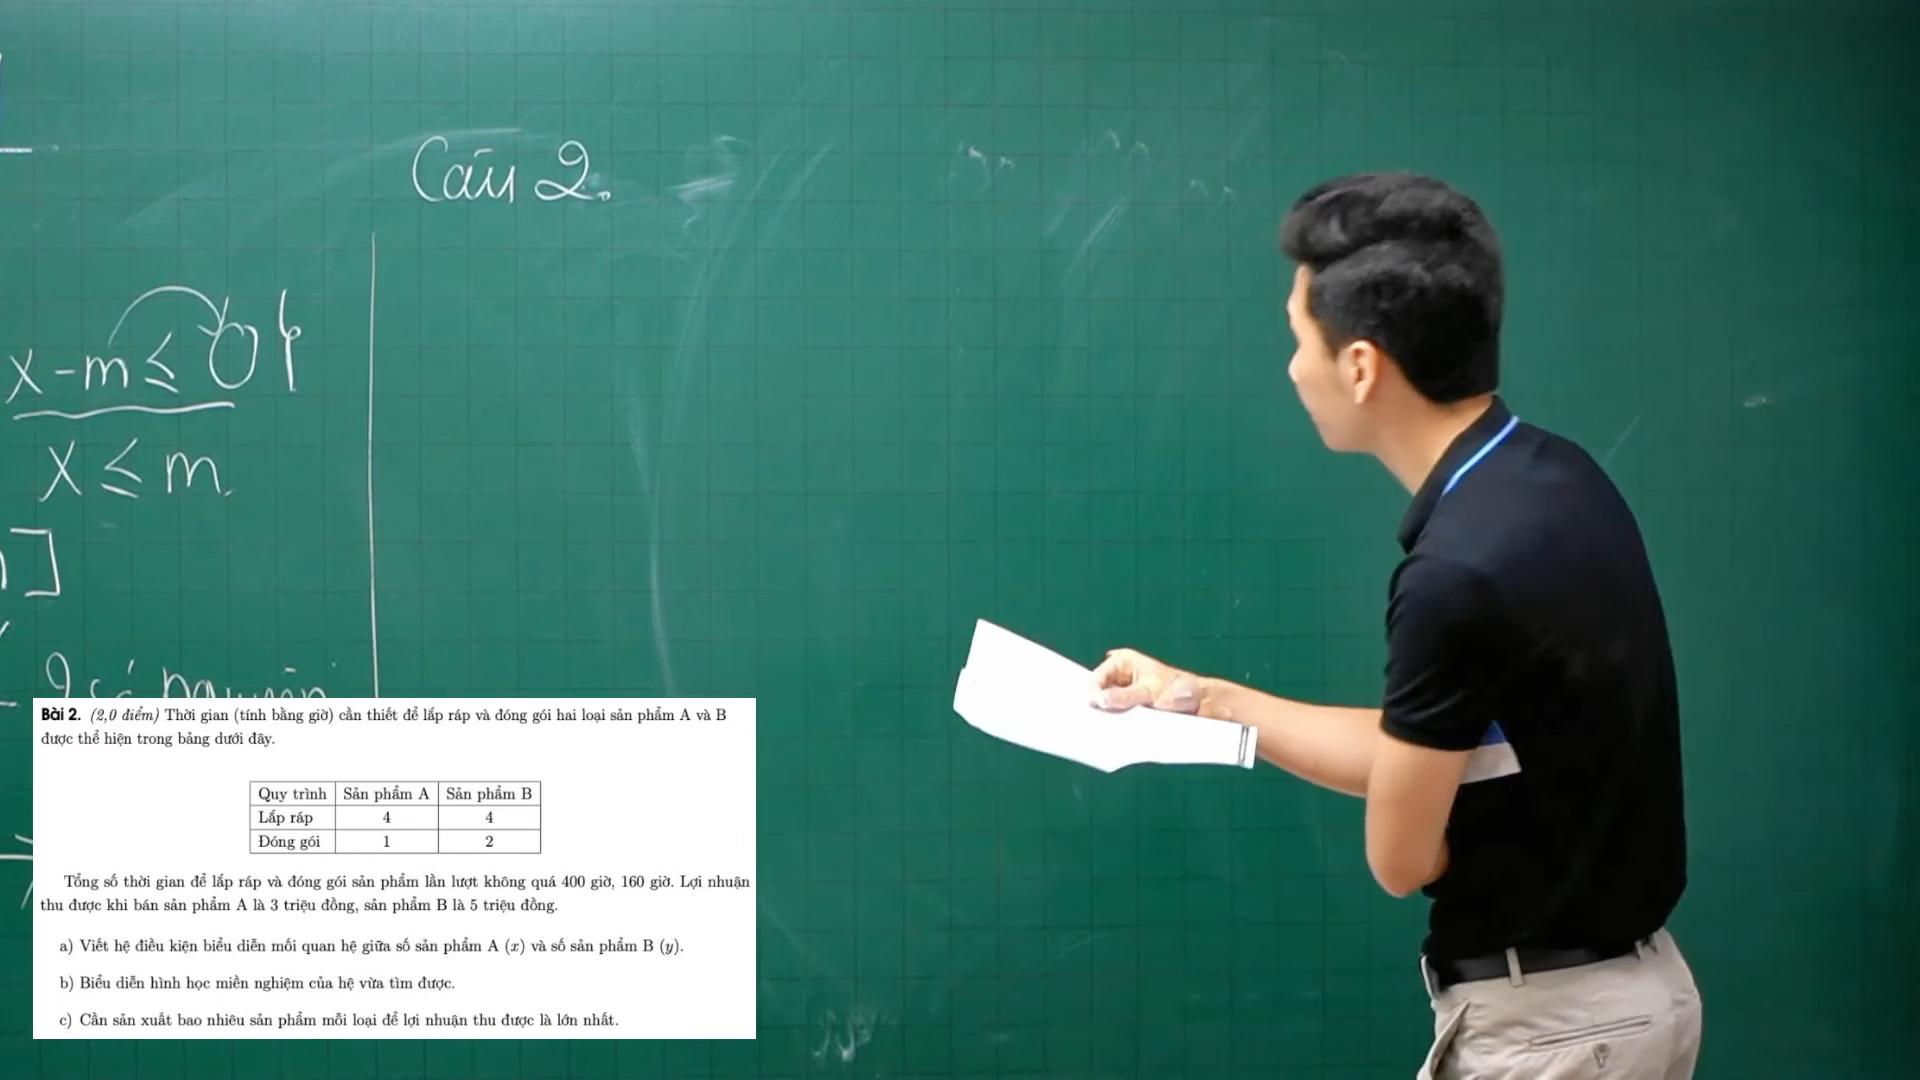 Câu 2.
x - m ≤ 0
x ≤ m.
]
Bài 2. (2,0 điểm) Thời gian (tính bằng giờ) cần thiết để lắp ráp và đóng gói hai loại sản phẩm A và B
được thể hiện trong bảng dưới đây.
Quy trình Sản phẩm A Sản phẩm B
Lắp ráp 4 4
Đóng gói 1 2
Tổng số thời gian để lắp ráp và đóng gói sản phẩm lần lượt không quá 400 giờ, 160 giờ. Lợi nhuận
thu được khi bán sản phẩm A là 3 triệu đồng, sản phẩm B là 5 triệu đồng.
a) Viết hệ điều kiện biểu diễn mối quan hệ giữa số sản phẩm A (x) và số sản phẩm B (y).
b) Biểu diễn hình học miền nghiệm của hệ vừa tìm được.
c) Cần sản xuất bao nhiêu sản phẩm mỗi loại để lợi nhuận thu được là lớn nhất.